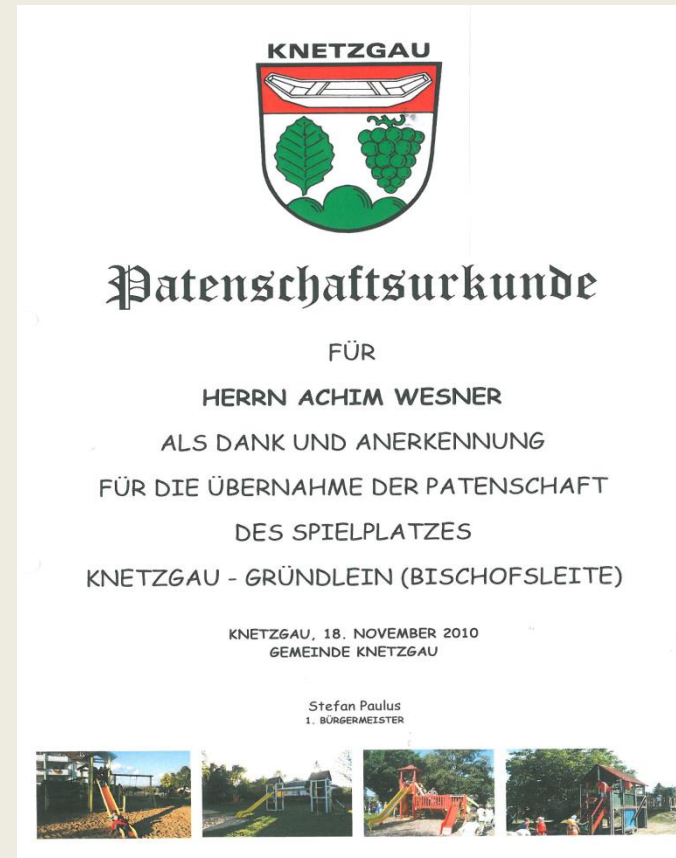 KNETZGAU
Patenschaftsurkunde
FÜR
HERRN ACHIM WESNER
ALS DANK UND ANERKENNUNG
FÜR DIE ÜBERNAHME DER PATENSCHAFT
DES SPIELPLATZES
KNETZGAU - GRÜNDLEIN (BISCHOFSLEITE)
KNETZGAU, 18. NOVEMBER 2010
GEMEINDE KNETZGAU
Stefan Paulus
1. BÜRGERMEISTER